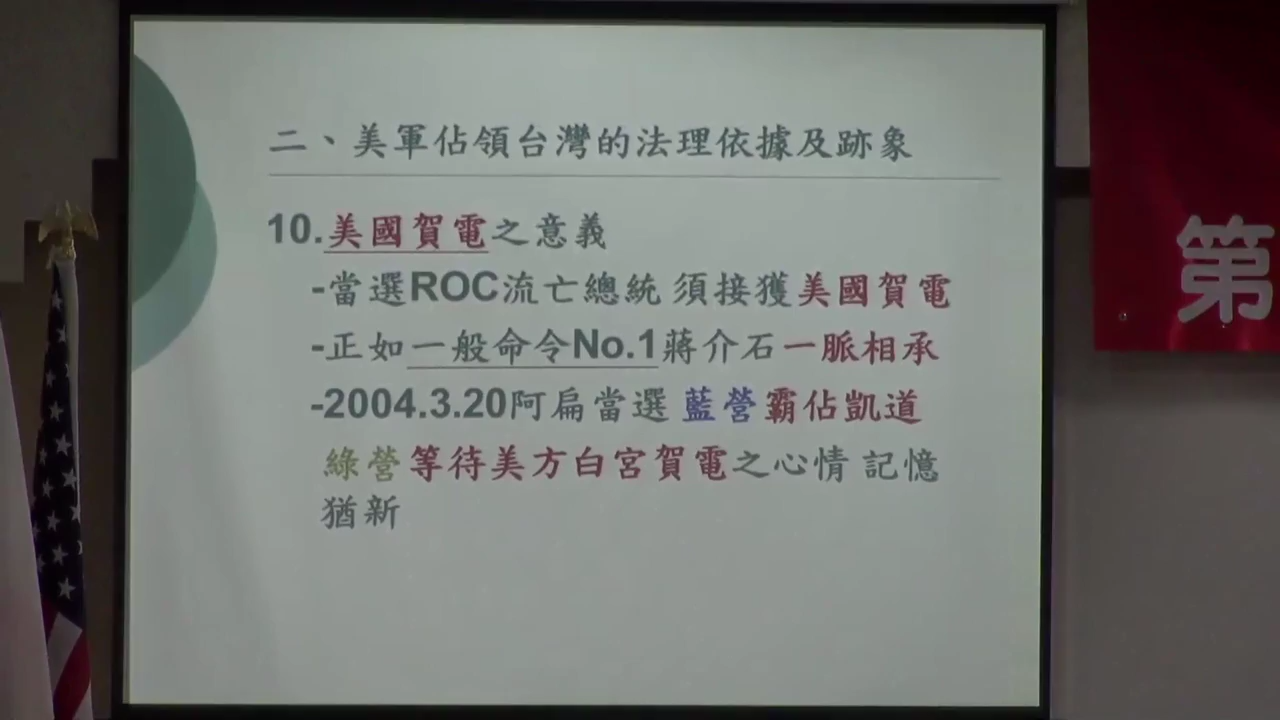 二、美軍佔領台灣的法理依據及跡象
10.美國賀電之意義
-當選ROC流亡總統 須接獲美國賀電
-正如一般命令No.1蔣介石一脈相承
-2004.3.20阿扁當選 藍營霸佔凱道
綠營等待美方白宮賀電之心情 記憶
猶新
第